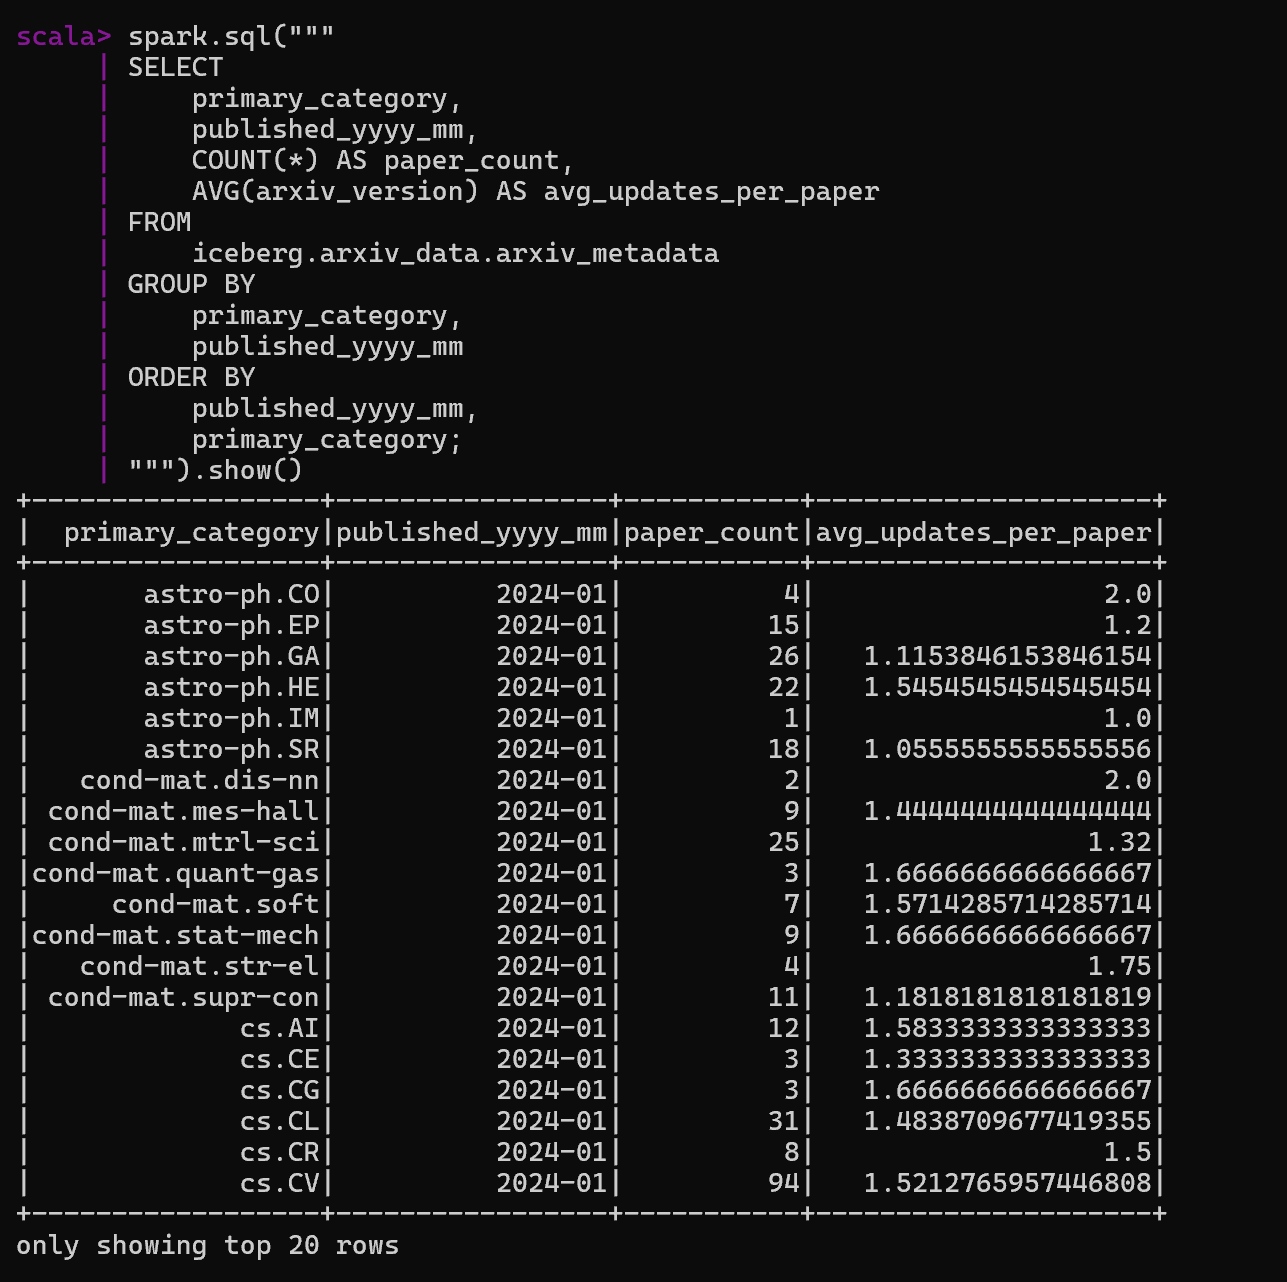 scala> spark.sql("""
     | SELECT
     |     primary_category,
     |     published_yyyy_mm,
     |     COUNT(*) AS paper_count,
     |     AVG(arxiv_version) AS avg_updates_per_paper
     | FROM
     |     iceberg.arxiv_data.arxiv_metadata
     | GROUP BY
     |     primary_category,
     |     published_yyyy_mm
     | ORDER BY
     |     published_yyyy_mm,
     |     primary_category;
     | """).show()
+------------------+-----------------+-----------+---------------------+
|  primary_category|published_yyyy_mm|paper_count|avg_updates_per_paper|
+------------------+-----------------+-----------+---------------------+
|       astro-ph.CO|          2024-01|          4|                  2.0|
|       astro-ph.EP|          2024-01|         15|                  1.2|
|       astro-ph.GA|          2024-01|         26|   1.1153846153846154|
|       astro-ph.HE|          2024-01|         22|   1.5454545454545454|
|       astro-ph.IM|          2024-01|          1|                  1.0|
|       astro-ph.SR|          2024-01|         18|   1.0555555555555556|
|   cond-mat.dis-nn|          2024-01|          2|                  2.0|
| cond-mat.mes-hall|          2024-01|          9|   1.4444444444444444|
| cond-mat.mtrl-sci|          2024-01|         25|                 1.32|
|cond-mat.quant-gas|          2024-01|          3|   1.6666666666666667|
|     cond-mat.soft|          2024-01|          7|   1.5714285714285714|
|cond-mat.stat-mech|          2024-01|          9|   1.6666666666666667|
|   cond-mat.str-el|          2024-01|          4|                 1.75|
| cond-mat.supr-con|          2024-01|         11|   1.1818181818181819|
|             cs.AI|          2024-01|         12|   1.5833333333333333|
|             cs.CE|          2024-01|          3|   1.3333333333333333|
|             cs.CG|          2024-01|          3|   1.6666666666666667|
|             cs.CL|          2024-01|         31|   1.4838709677419355|
|             cs.CR|          2024-01|          8|                  1.5|
|             cs.CV|          2024-01|         94|   1.5212765957446808|
+------------------+-----------------+-----------+---------------------+
only showing top 20 rows